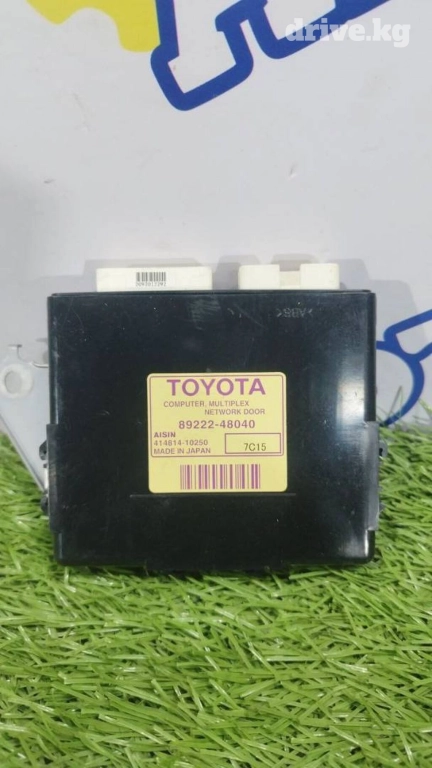 drive.kg
>ABS<
TOYOTA
COMPUTER, MULTIPLEX
NETWORK DOOR
89222-48040
AISIN
414814-10250
7C15
MADE IN JAPAN